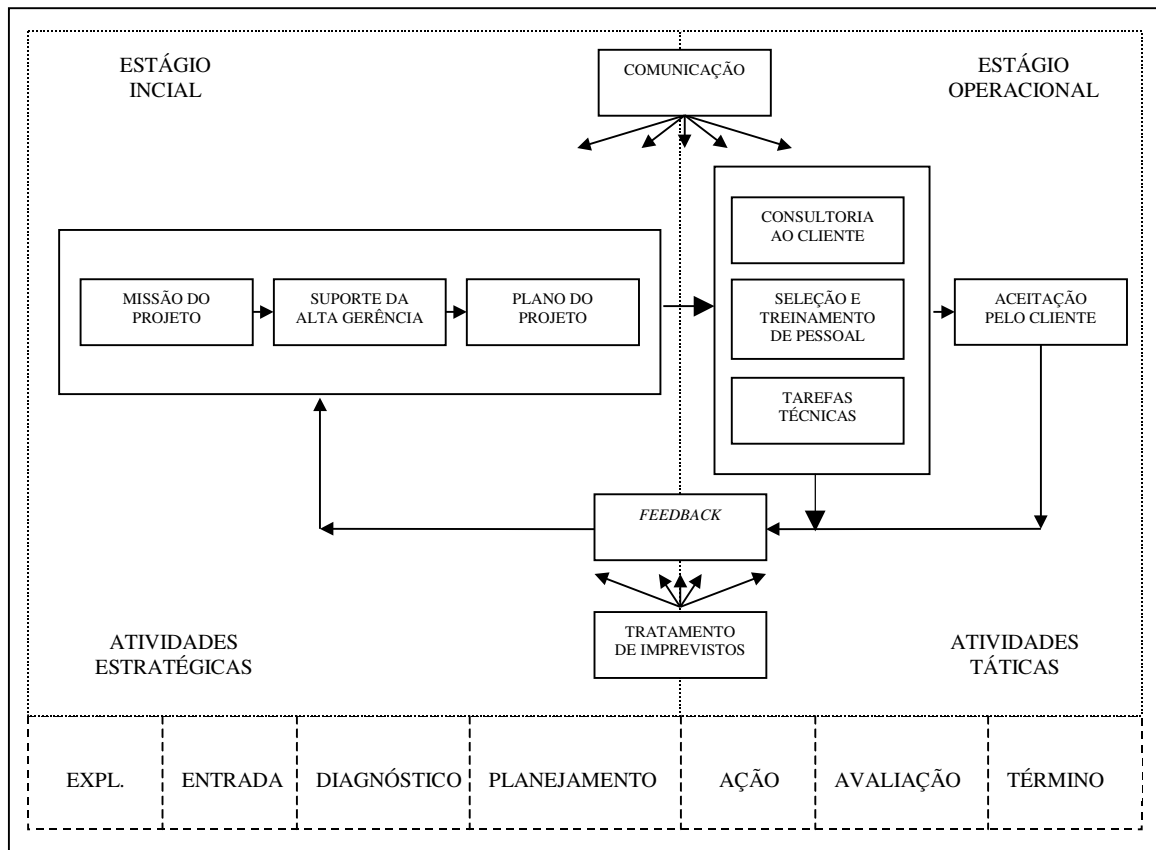 ESTÁGIO
INCIAL
COMUNICAÇÃO
ESTÁGIO
OPERACIONAL
MISSÃO DO
PROJETO
SUPORTE DA
ALTA GERÊNCIA
PLANO DO
PROJETO
CONSULTORIA
AO CLIENTE
SELEÇÃO E
TREINAMENTO
DE PESSOAL
TAREFAS
TÉCNICAS
ACEITAÇÃO
PELO CLIENTE
FEEDBACK
TRATAMENTO
DE IMPREVISTOS
ATIVIDADES
ESTRATÉGICAS
ATIVIDADES
TÁTICAS
EXPL.
ENTRADA
DIAGNÓSTICO
PLANEJAMENTO
AÇÃO
AVALIAÇÃO
TÉRMINO